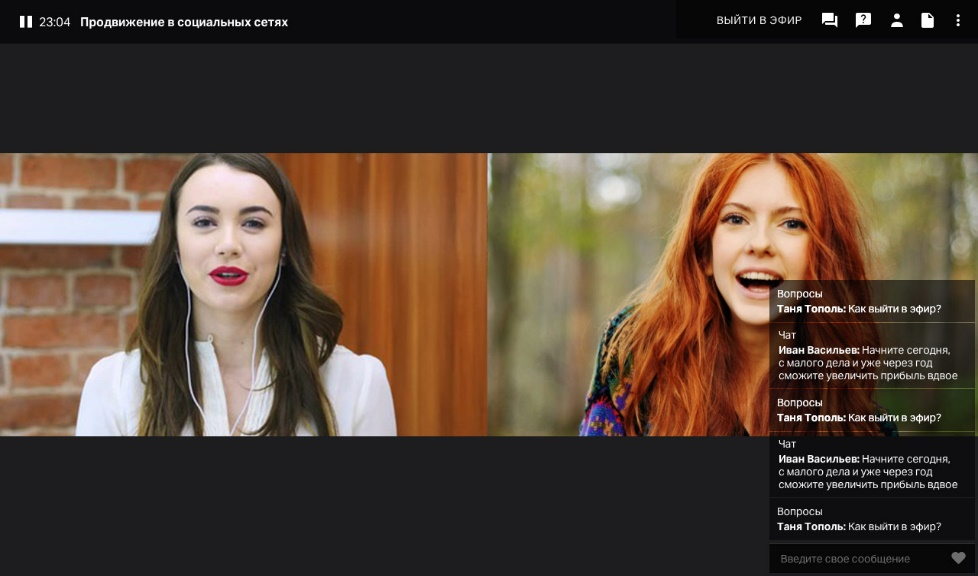 23:04 Продвижение в социальных сетях
ВЫЙТИ В ЭФИР
Вопросы
Таня Тополь: Как выйти в эфир?
Чат
Иван Васильев: Начните сегодня,
с малого дела и уже через год
сможите увеличить прибыль вдвое
Вопросы
Таня Тополь: Как выйти в эфир?
Чат
Иван Васильев: Начните сегодня,
с малого дела и уже через год
сможите увеличить прибыль вдвое
Вопросы
Таня Тополь: Как выйти в эфир?
Введите свое сообщение